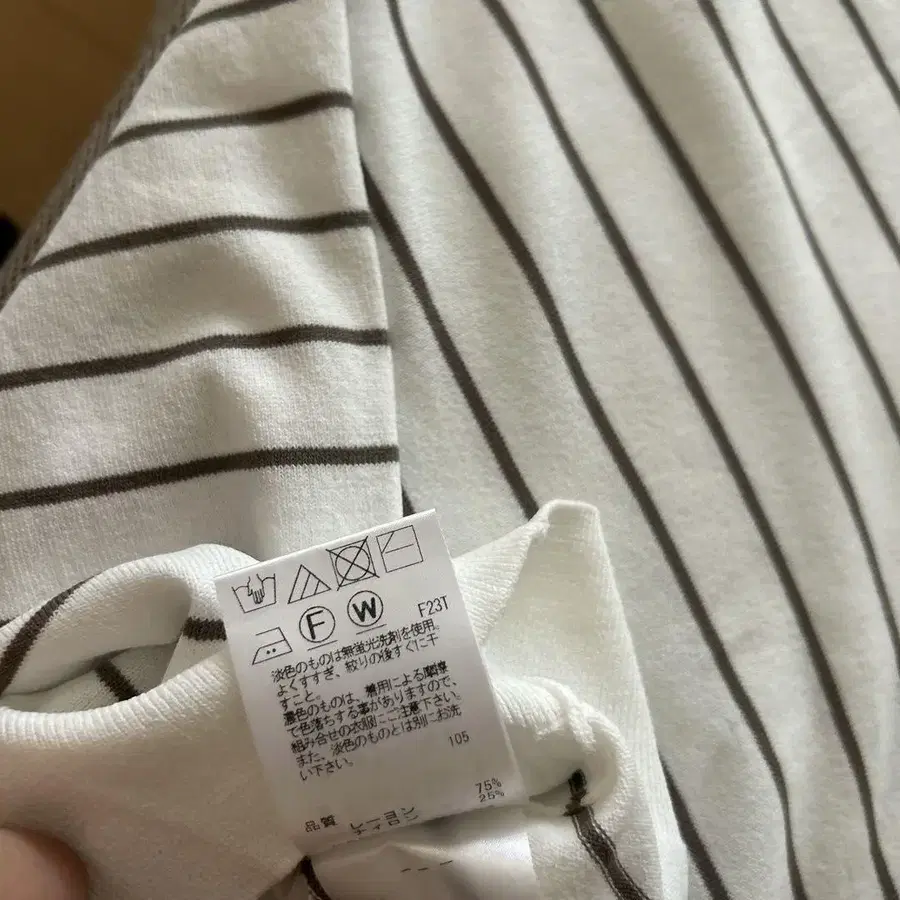 F W F23T
淡色のものは無蛍光洗剤を使用。
よくすすぎ、絞りの後すぐに干
すこと。
濃色のものは、着用による摩擦
で色落ちする事がありますので、
組み合せの衣服にご注意下さい。
また、淡色のものとは別にお洗
い下さい。
105
75%
25%
品質 レーヨン